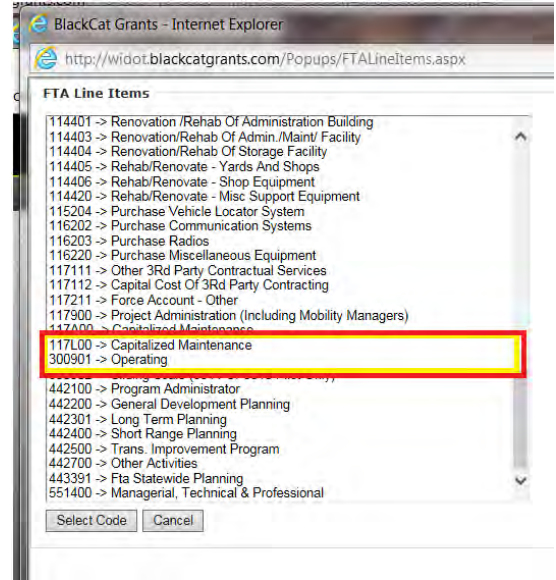 BlackCat Grants - Internet Explorer
http://widot.blackcatgrants.com/Popups/FTALineItems.aspx
FTA Line Items
114401 -> Renovation /Rehab Of Administration Building
114403 -> Renovation/Rehab Of Admin./Maint/ Facility
114404 -> Renovation/Rehab Of Storage Facility
114405 -> Rehab/Renovate - Yards And Shops
114406 -> Rehab/Renovate - Shop Equipment
114420 -> Rehab/Renovate - Misc Support Equipment
115204 -> Purchase Vehicle Locator System
116202 -> Purchase Communication Systems
116203 -> Purchase Radios
116220 -> Purchase Miscellaneous Equipment
117111 -> Other 3Rd Party Contractual Services
117112 -> Capital Cost Of 3Rd Party Contracting
117211 -> Force Account - Other
117900 -> Project Administration (Including Mobility Managers)
117A00 -> Capitalized Maintenance
117L00 -> Capitalized Maintenance
300901 -> Operating
442100 -> Program Administrator
442200 -> General Development Planning
442301 -> Long Term Planning
442400 -> Short Range Planning
442500 -> Trans. Improvement Program
442700 -> Other Activities
443391 -> Fta Statewide Planning
551400 -> Managerial, Technical & Professional
Select Code
Cancel